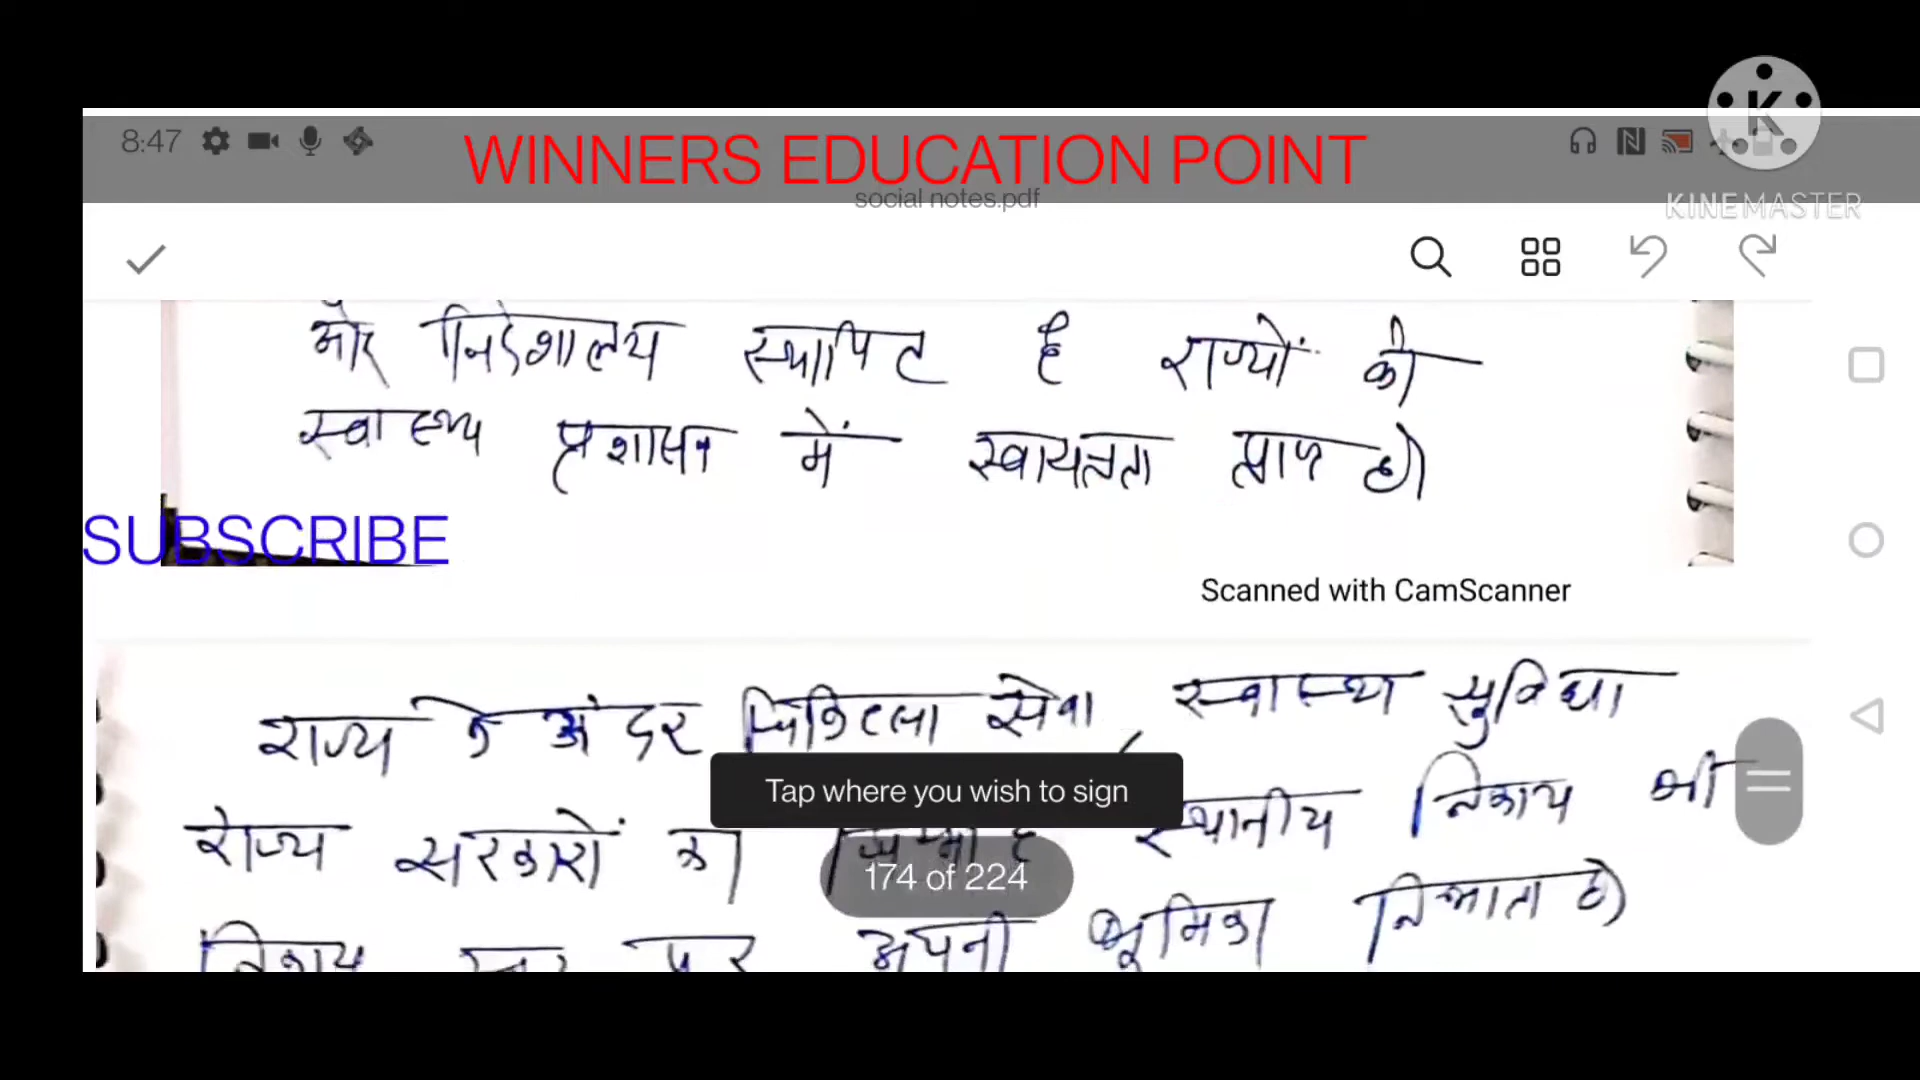 8:47
WINNERS EDUCATION POINT
social notes.pdf
KINEMASTER
और निदेशालय स्थापित है राज्यों को
स्वास्थ्य प्रशासन में स्वायत्तता प्राप्त है।
SUBSCRIBE
Scanned with CamScanner
राज्य के अंदर चिकित्सा सेवा, स्वास्थ्य सुविधा
Tap where you wish to sign
राज्य सरकारों का स्थानीय निकाय भी
174 of 224
निकाय पर अपनी भूमिका निभाता है।